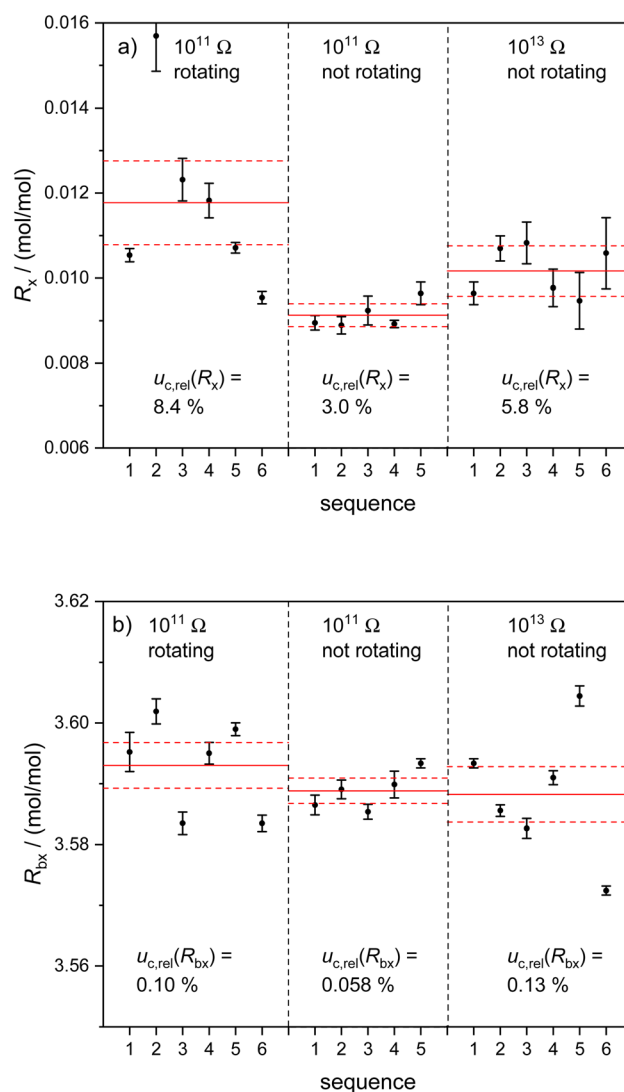 0.016
a)
10¹¹ Ω
rotating
10¹¹ Ω
not rotating
10¹³ Ω
not rotating
0.014
0.012
0.010
0.008
0.006
Rₓ / (mol/mol)
u_c,rel(Rₓ) =
8.4 %
u_c,rel(Rₓ) =
3.0 %
u_c,rel(Rₓ) =
5.8 %
1 2 3 4 5 6 1 2 3 4 5 1 2 3 4 5 6
sequence
3.62
b)
10¹¹ Ω
rotating
10¹¹ Ω
not rotating
10¹³ Ω
not rotating
3.60
3.58
3.56
R_bx / (mol/mol)
u_c,rel(R_bx) =
0.10 %
u_c,rel(R_bx) =
0.058 %
u_c,rel(R_bx) =
0.13 %
1 2 3 4 5 6 1 2 3 4 5 1 2 3 4 5 6
sequence